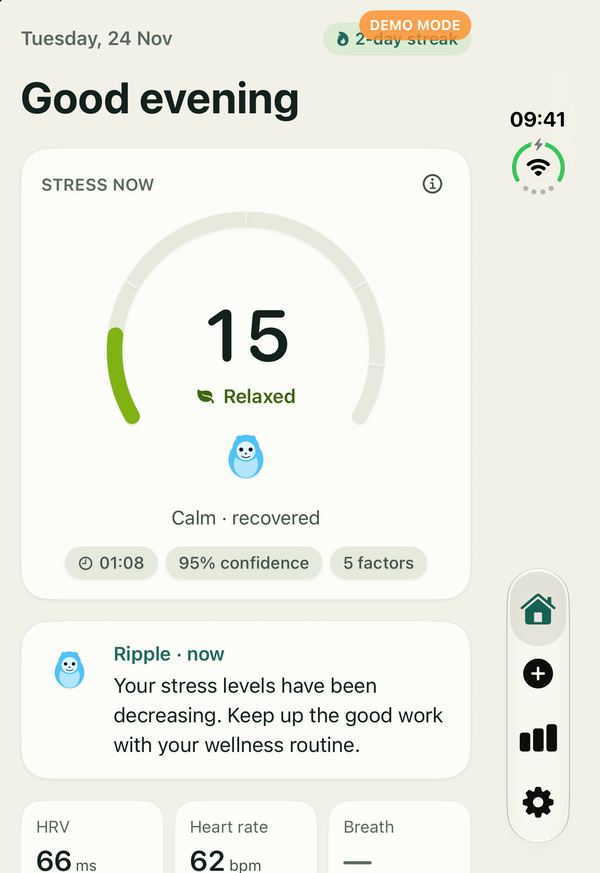 Tuesday, 24 Nov
DEMO MODE
2-day streak
Good evening
09:41
STRESS NOW
15
Relaxed
Calm · recovered
01:08
95% confidence
5 factors
Ripple · now
Your stress levels have been
decreasing. Keep up the good work
with your wellness routine.
HRV
66 ms
Heart rate
62 bpm
Breath
—